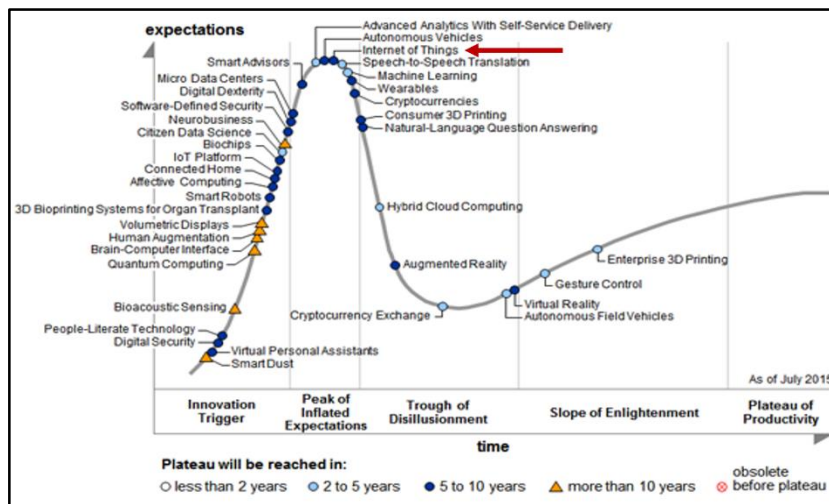 expectations
Advanced Analytics With Self-Service Delivery
Autonomous Vehicles
Internet of Things
Smart Advisors
Speech-to-Speech Translation
Machine Learning
Micro Data Centers
Wearables
Digital Dexterity
Cryptocurrencies
Software-Defined Security
Consumer 3D Printing
Neurobusiness
Natural-Language Question Answering
Citizen Data Science
Biochips
IoT Platform
Connected Home
Affective Computing
Smart Robots
Hybrid Cloud Computing
3D Bioprinting Systems for Organ Transplant
Volumetric Displays
Human Augmentation
Brain-Computer Interface
Enterprise 3D Printing
Quantum Computing
Augmented Reality
Gesture Control
Bioacoustic Sensing
Cryptocurrency Exchange
Virtual Reality
Autonomous Field Vehicles
People-Literate Technology
Digital Security
Virtual Personal Assistants
Smart Dust
As of July 2015
Innovation
Trigger
Peak of
Inflated
Expectations
Trough of
Disillusionment
Slope of Enlightenment
Plateau of
Productivity
time
Plateau will be reached in:
less than 2 years
2 to 5 years
5 to 10 years
more than 10 years
obsolete
before plateau